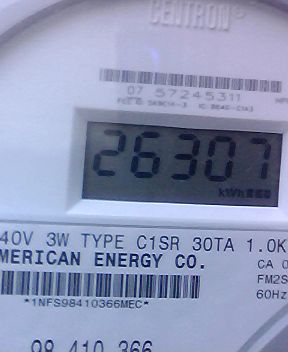 CENTRON®
07 57245311
26307
kWh
40V 3W TYPE C1SR 30TA 1.0K
MERICAN ENERGY CO.
CA 0
FM2S
60Hz
*1NFS98410366MEC*
98 410 366